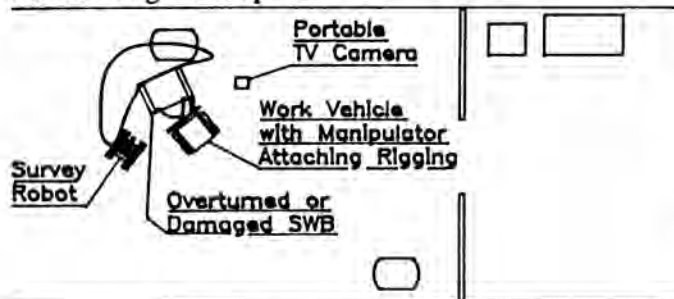 Portable
TV Camera
Work Vehicle
with Manipulator
Attaching Rigging
Survey
Robot
Overturned or
Damaged SWB